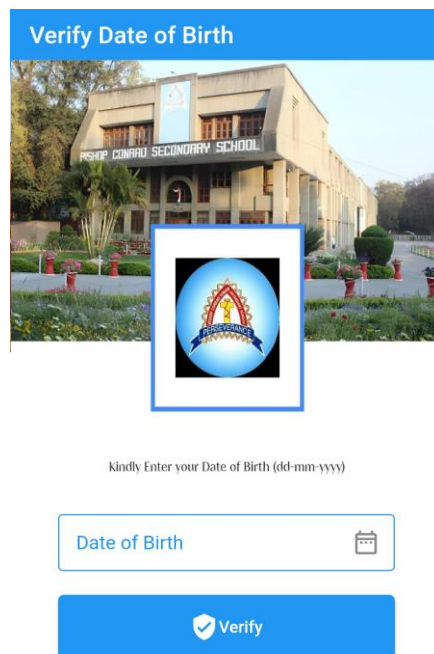 Verify Date of Birth
BISHOP CONRAD SECONDARY SCHOOL
PERSEVERANCE
Kindly Enter your Date of Birth (dd-mm-yyyy)
Date of Birth
Verify